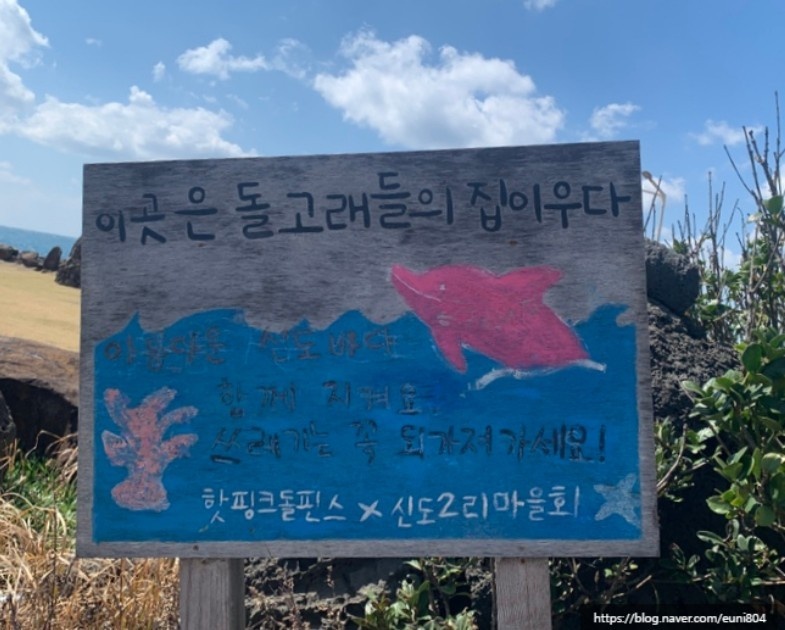 이곳은 돌고래들의 집이우다
아름다운 신도바다
함께 지켜요!
쓰레기는 꼭 되가져가세요!
핫핑크돌핀스 x 신도2리마을회
https://blog.naver.com/euni804